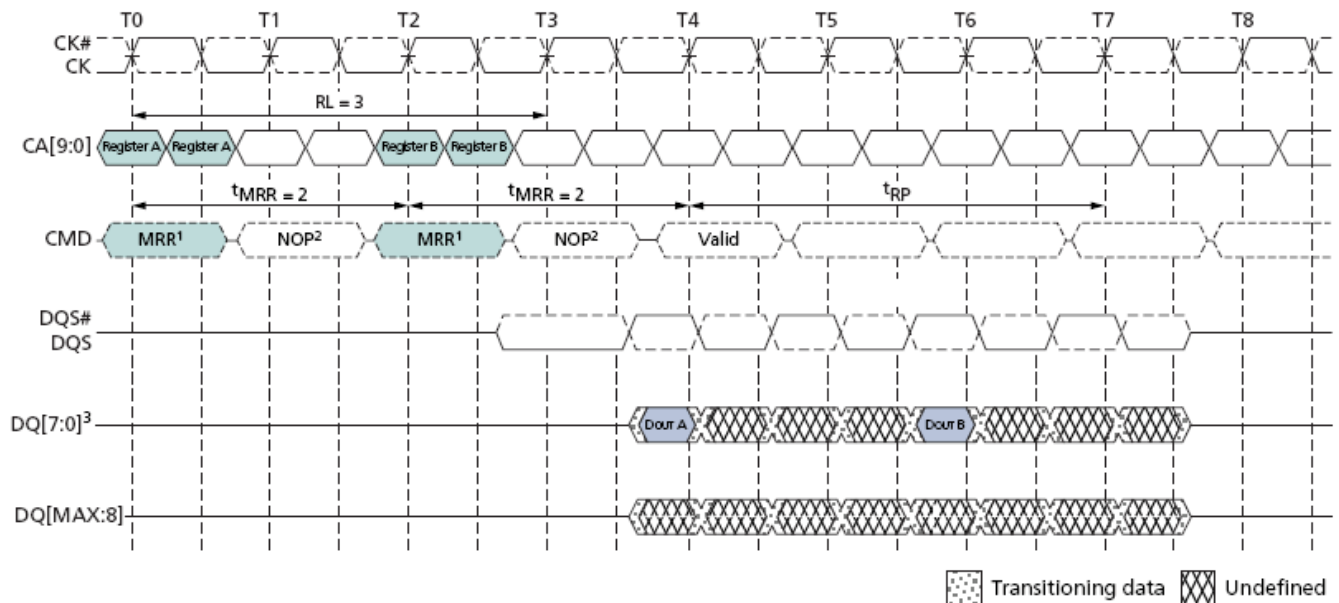 T0 T1 T2 T3 T4 T5 T6 T7 T8
CK#
CK
RL = 3
CA[9:0] Register A Register A Register B Register B
tMRR = 2 tMRR = 2 tRP
CMD MRR1 NOP2 MRR1 NOP2 Valid
DQS#
DQS
DQ[7:0]3 DOUT A DOUT B
DQ[MAX:8]
Transitioning data Undefined